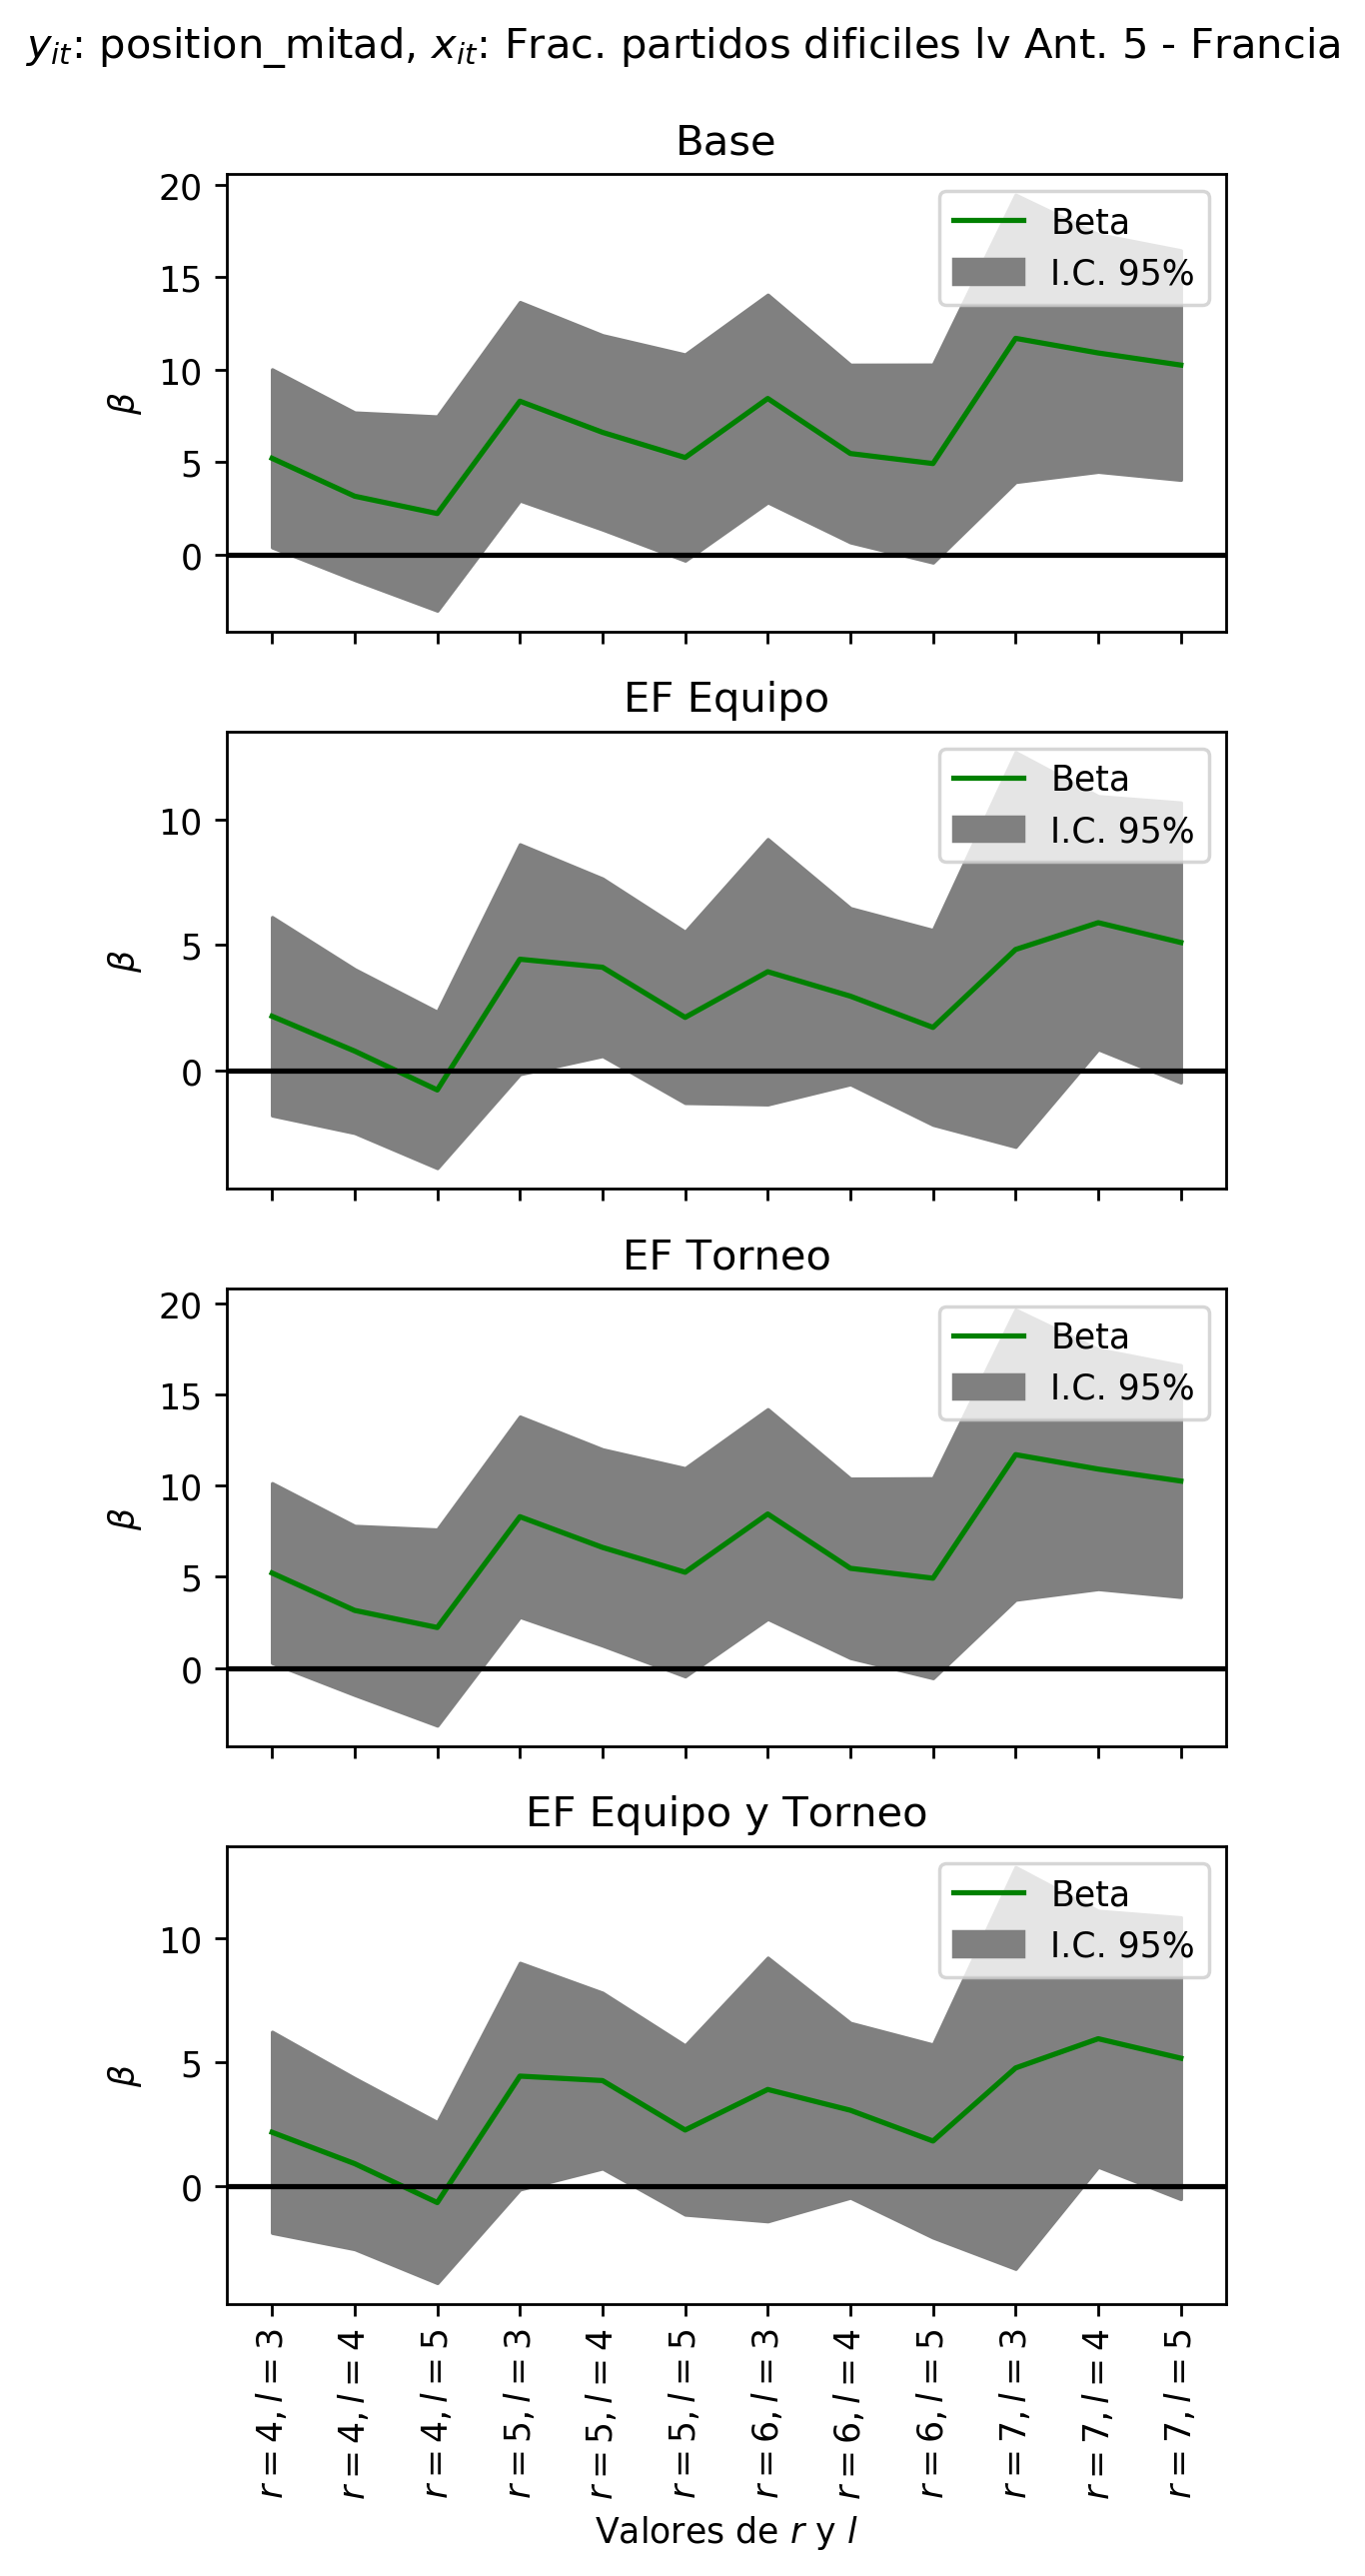 y_it: position_mitad, x_it: Frac. partidos dificiles lv Ant. 5 - Francia
Base
20
15
10
5
0
β
Beta
I.C. 95%
EF Equipo
10
5
0
β
Beta
I.C. 95%
EF Torneo
20
15
10
5
0
β
Beta
I.C. 95%
EF Equipo y Torneo
10
5
0
β
Beta
I.C. 95%
r = 4, l = 3
r = 4, l = 4
r = 4, l = 5
r = 5, l = 3
r = 5, l = 4
r = 5, l = 5
r = 6, l = 3
r = 6, l = 4
r = 6, l = 5
r = 7, l = 3
r = 7, l = 4
r = 7, l = 5
Valores de r y l